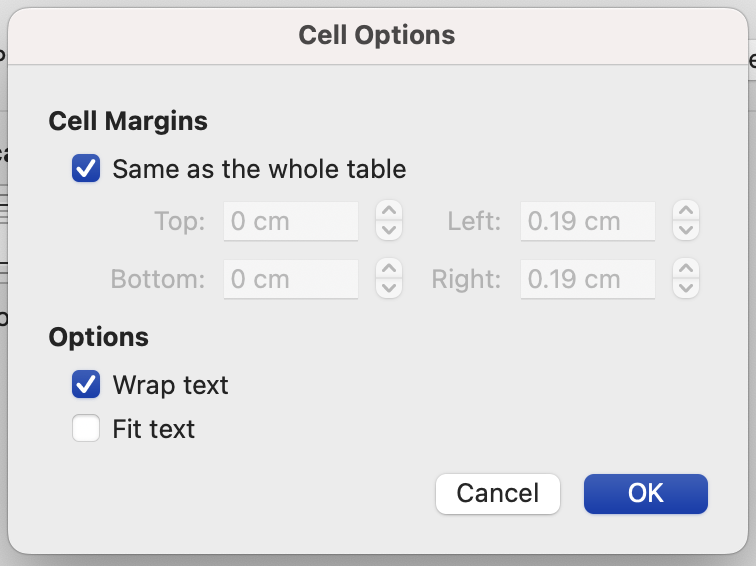 Cell Options
Cell Margins
Same as the whole table
Top: 0 cm Left: 0.19 cm
Bottom: 0 cm Right: 0.19 cm
Options
Wrap text
Fit text
Cancel OK